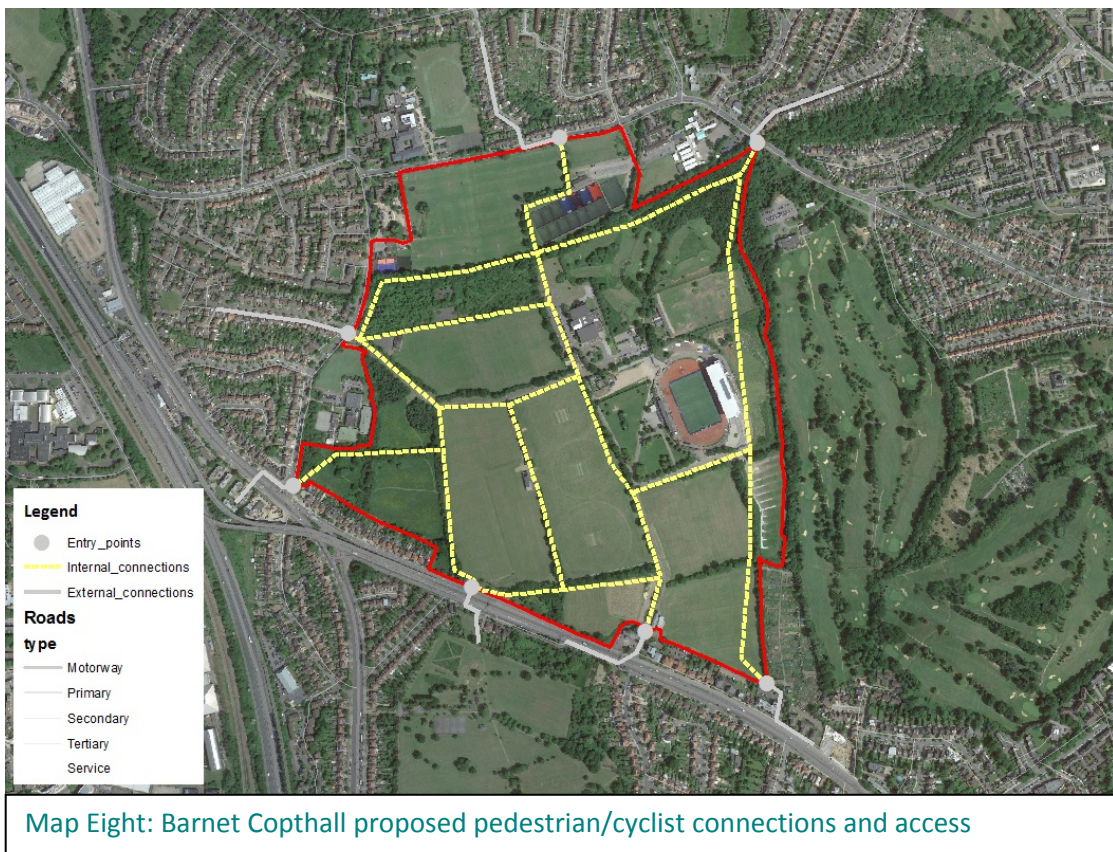 Legend
Entry_points
Internal_connections
External_connections
Roads
type
Motorway
Primary
Secondary
Tertiary
Service
Map Eight: Barnet Copthall proposed pedestrian/cyclist connections and access